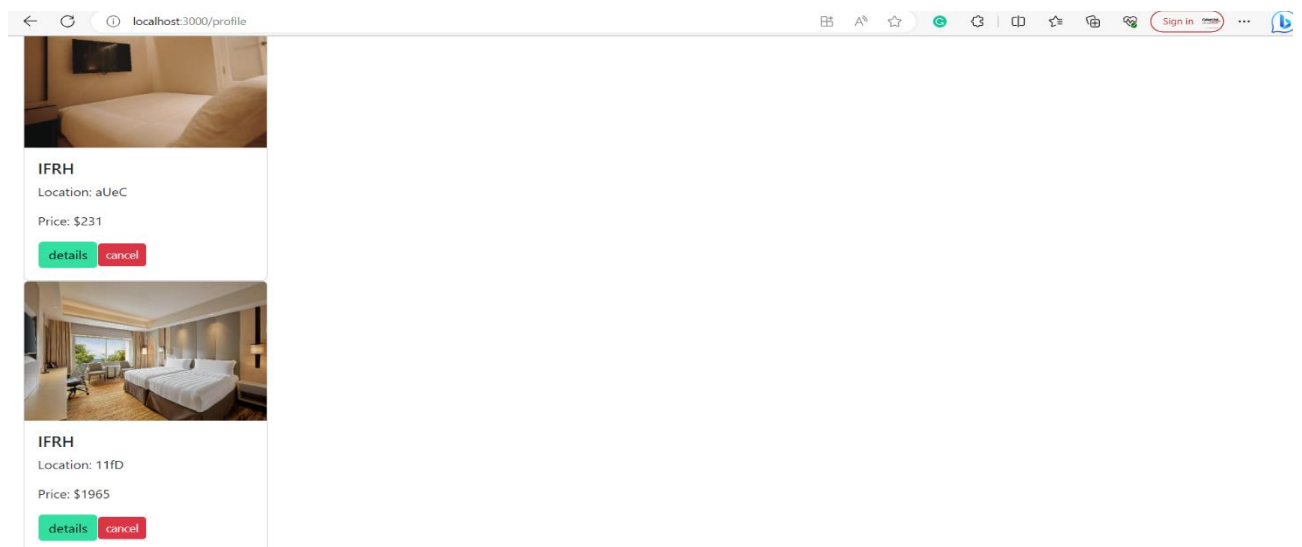 localhost:3000/profile
Sign in
IFRH
Location: aUeC
Price: $231
details cancel
IFRH
Location: 11fD
Price: $1965
details cancel